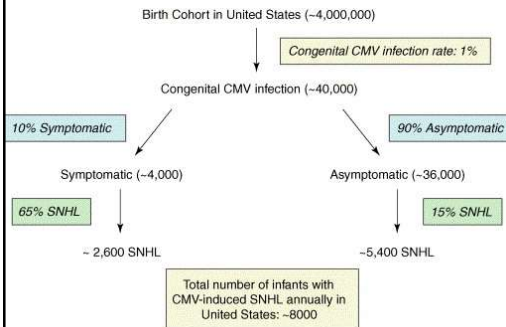 Birth Cohort in United States (~4,000,000)
Congenital CMV infection rate: 1%
Congenital CMV infection (~40,000)
10% Symptomatic
90% Asymptomatic
Symptomatic (~4,000)
Asymptomatic (~36,000)
65% SNHL
15% SNHL
~ 2,600 SNHL
~5,400 SNHL
Total number of infants with
CMV-induced SNHL annually in
United States: ~8000